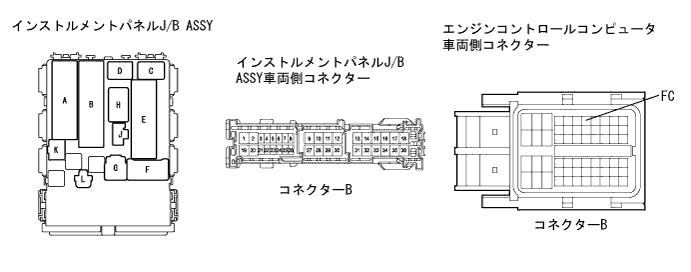 インストルメントパネルJ/B ASSY
インストルメントパネルJ/B
ASSY車両側コネクター
エンジンコントロールコンピュータ
車両側コネクター
FC
D
C
A
B
H
E
J
K
G
F
L
1 2 3 4 5 6 7 8 9 10 11 12 13 14 15 16 17 18
19 20 21 22 23 24 25 26 27 28 29 30 31 32 33 34 35 36
コネクターB
コネクターB